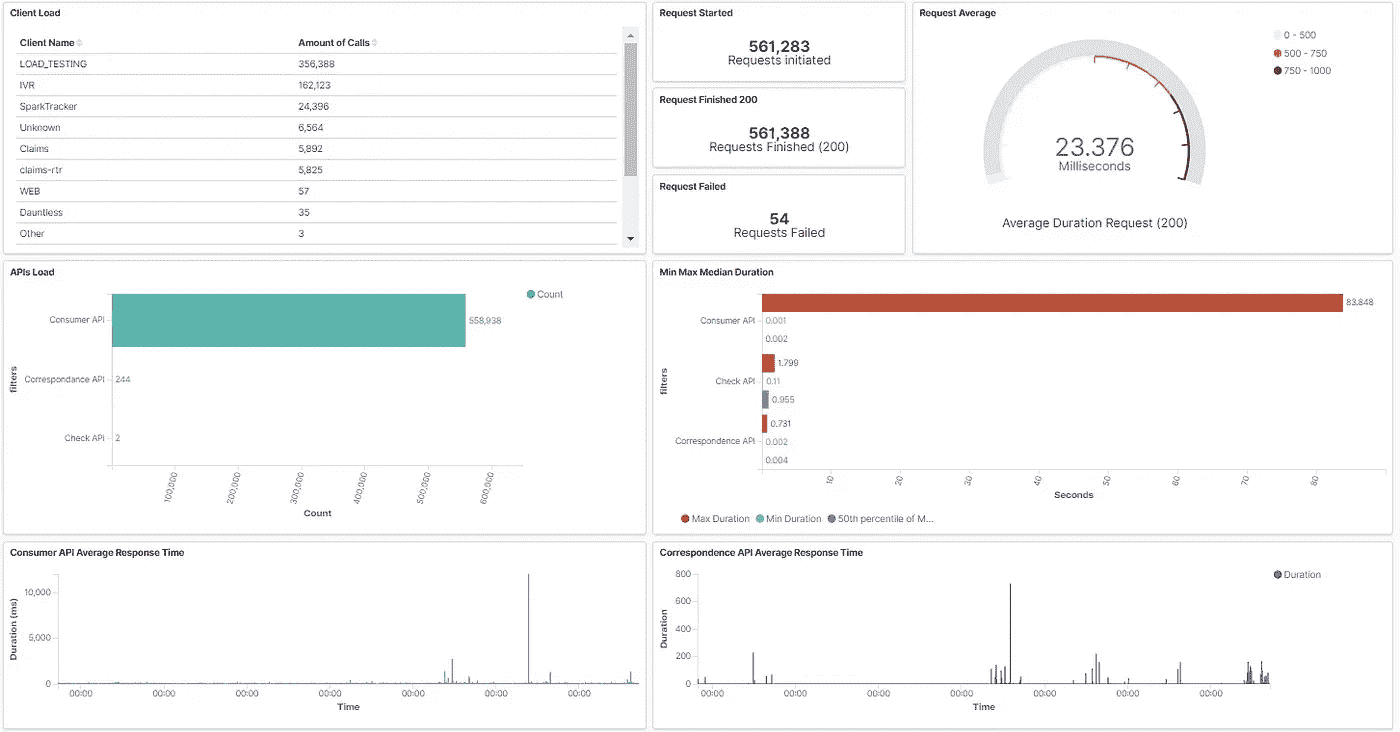 Client Load
Client Name Amount of Calls
LOAD_TESTING 356,388
IVR 162,123
SparkTracker 24,396
Unknown 6,564
Claims 5,892
claims-rtr 5,825
WEB 57
Dauntless 35
Other 3
Request Started
561,283
Requests initiated
Request Finished 200
561,388
Requests Finished (200)
Request Failed
54
Requests Failed
Request Average
0 - 500
500 - 750
750 - 1000
23.376
Milliseconds
Average Duration Request (200)
APIs Load
Count
filters
Consumer API 558,938
Correspondance API 244
Check API 2
100,000 200,000 300,000 400,000 500,000 600,000
Count
Min Max Median Duration
filters
83.848
Consumer API 0.001
0.002
1.799
Check API 0.11
0.955
0.731
Correspondence API 0.002
0.004
10 20 30 40 50 60 70 80
Seconds
Max Duration Min Duration 50th percentile of M...
Consumer API Average Response Time
Duration (ms)
10,000
5,000
0
00:00 00:00 00:00 00:00 00:00 00:00 00:00
Time
Correspondence API Average Response Time
Duration
Duration
800
600
400
200
0
00:00 00:00 00:00 00:00 00:00 00:00 00:00
Time